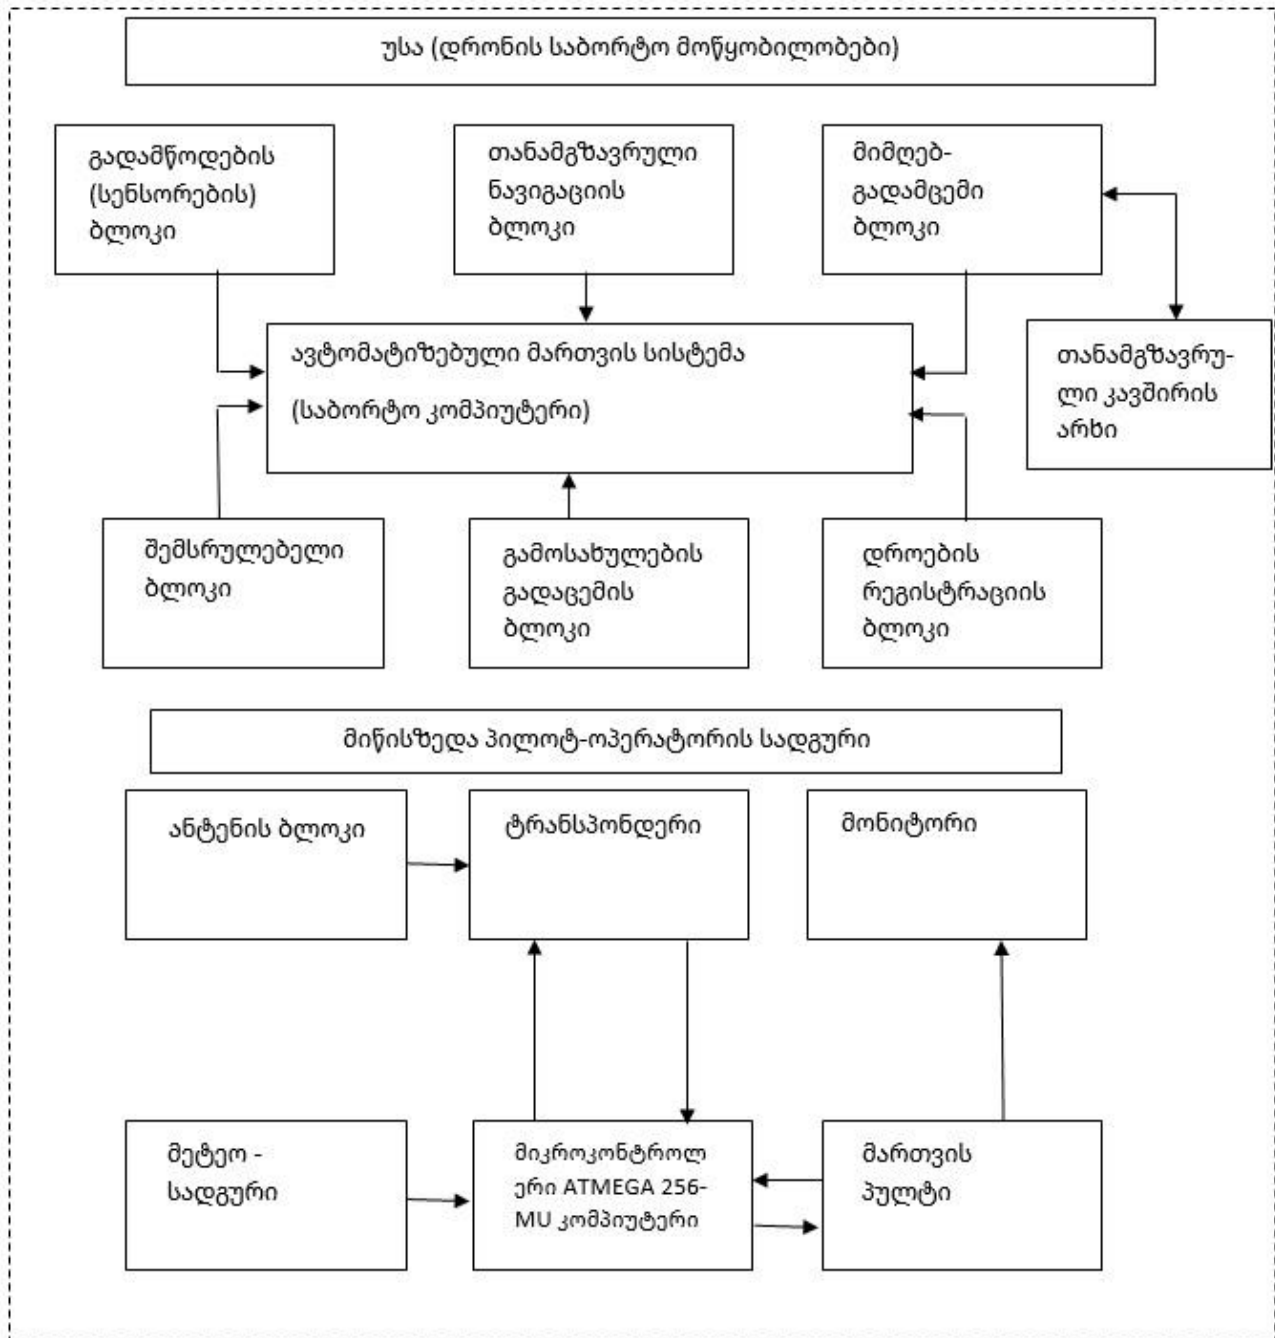 უსა (დრონის საბორტო მოწყობილობები)
გადამწოდების
(სენსორების)
ბლოკი
თანამგზავრული
ნავიგაციის
ბლოკი
მიმღებ-
გადამცემი
ბლოკი
ავტომატიზებული მართვის სისტემა
(საბორტო კომპიუტერი)
თანამგზავრუ-
ლი კავშირის
არხი
შემსრულებელი
ბლოკი
გამოსახულების
გადაცემის
ბლოკი
დროების
რეგისტრაციის
ბლოკი
მიწისზედა პილოტ-ოპერატორის სადგური
ანტენის ბლოკი
ტრანსპონდერი
მონიტორი
მეტეო -
სადგური
მიკროკონტროლ
ერი ATMEGA 256-
MU კომპიუტერი
მართვის
პულტი